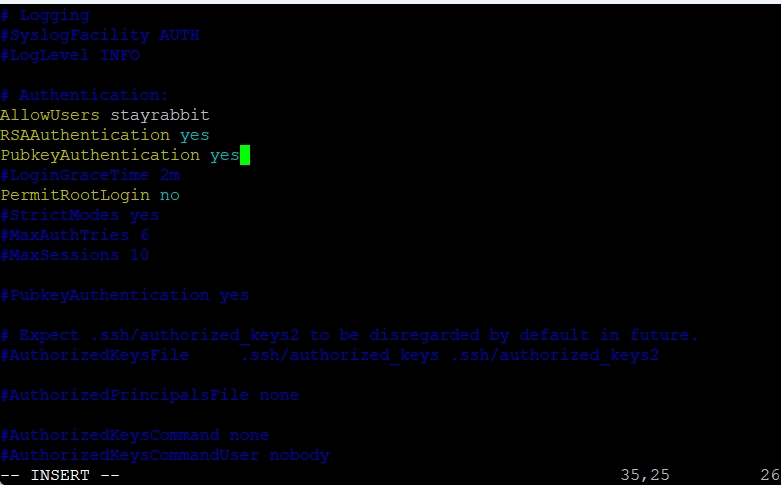 # Logging
#SyslogFacility AUTH
#LogLevel INFO
# Authentication:
AllowUsers stayrabbit
RSAAuthentication yes
PubkeyAuthentication yes
#LoginGraceTime 2m
PermitRootLogin no
#StrictModes yes
#MaxAuthTries 6
#MaxSessions 10
#PubkeyAuthentication yes
# Expect .ssh/authorized_keys2 to be disregarded by default in future.
#AuthorizedKeysFile     .ssh/authorized_keys .ssh/authorized_keys2
#AuthorizedPrincipalsFile none
#AuthorizedKeysCommand none
#AuthorizedKeysCommandUser nobody
-- INSERT --                                                  35,25         26